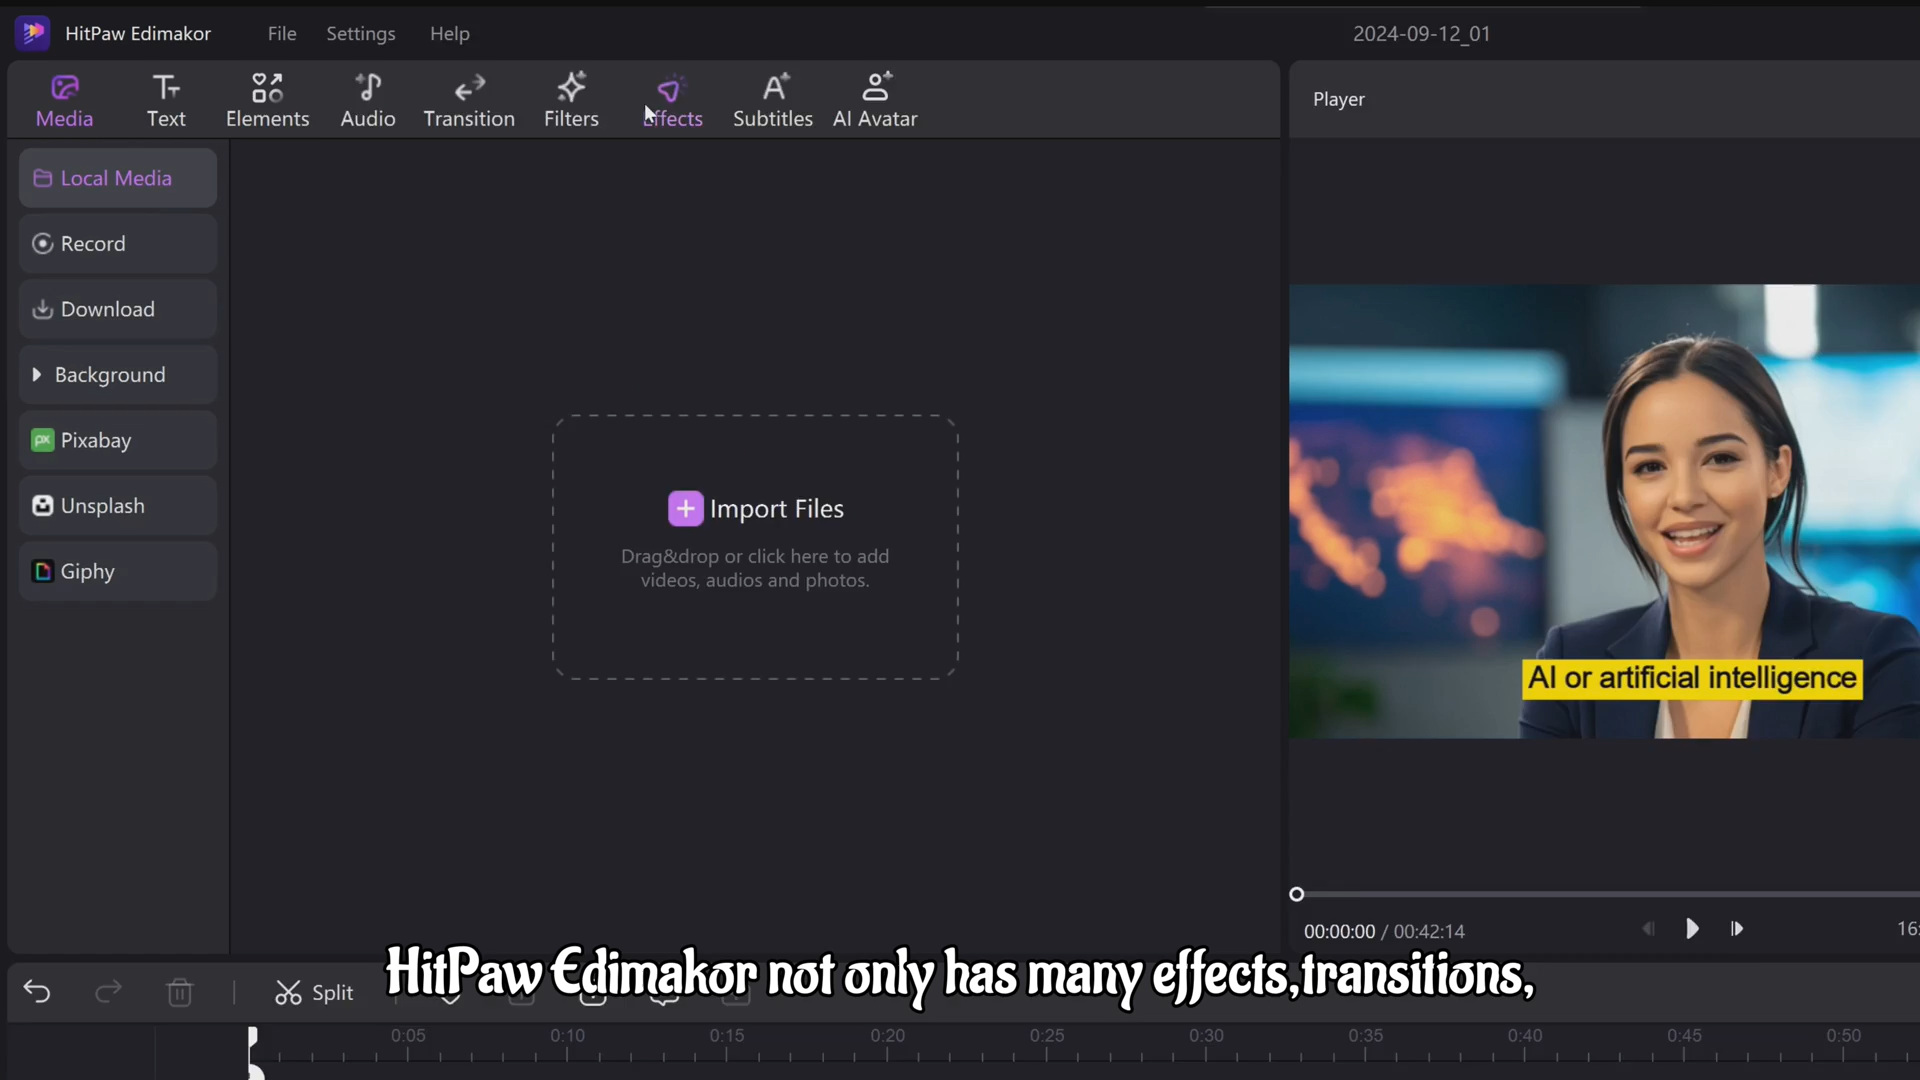 HitPaw Edimakor File Settings Help 2024-09-12_01
Media Text Elements Audio Transition Filters Effects Subtitles AI Avatar
Player
Local Media
Record
Download
Background
px Pixabay
Unsplash
Giphy
Import Files
Drag&drop or click here to add
videos, audios and photos.
AI or artificial intelligence
00:00:00 / 00:42:14 16:
HitPaw Edimakor not only has many effects,transitions,
Split
0:05 0:10 0:15 0:20 0:25 0:30 0:35 0:40 0:45 0:50